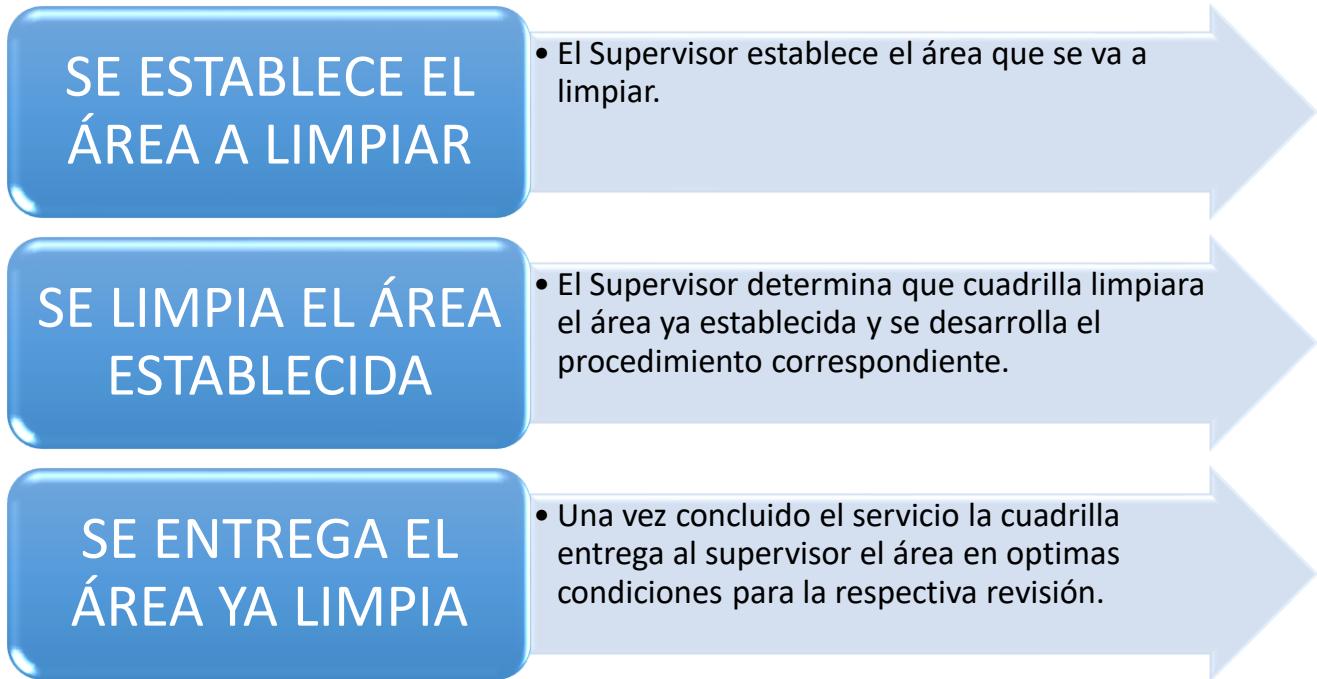 SE ESTABLECE EL
ÁREA A LIMPIAR
• El Supervisor establece el área que se va a
limpiar.
SE LIMPIA EL ÁREA
ESTABLECIDA
• El Supervisor determina que cuadrilla limpiara
el área ya establecida y se desarrolla el
procedimiento correspondiente.
SE ENTREGA EL
ÁREA YA LIMPIA
• Una vez concluido el servicio la cuadrilla
entrega al supervisor el área en optimas
condiciones para la respectiva revisión.